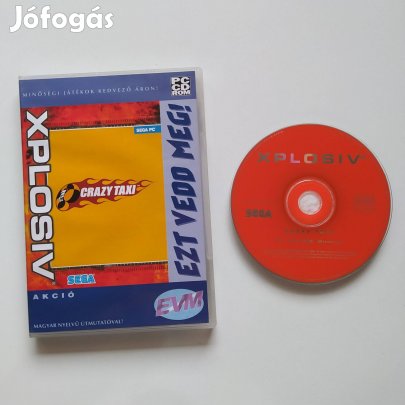 Jófogás
MINŐSÉGI JÁTÉKOK KEDVEZŐ ÁRON!
PC
CD
ROM
XPLOSIV
SEGA PC
CRAZY TAXI
EZT VEDD MEG!
SEGA
AKCIÓ
EVM
MAGYAR NYELVŰ ÚTMUTATÓVAL!
XPLOSIV
SEGA